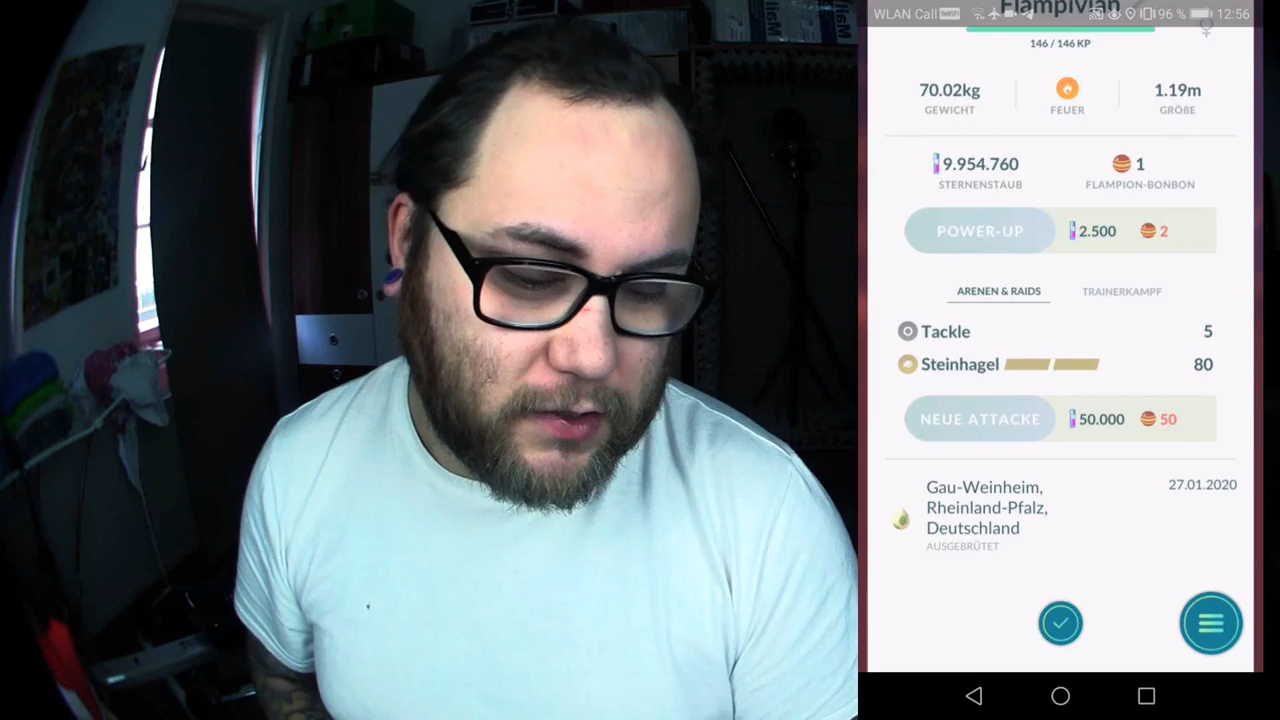 WLAN Call WiFi 96 % 12:56
Flampivian
146 / 146 KP
70.02kg
GEWICHT
FEUER
1.19m
GRÖßE
9.954.760
STERNENSTAUB
1
FLAMPION-BONBON
POWER-UP 2.500 2
ARENEN & RAIDS TRAINERKAMPF
Tackle 5
Steinhagel 80
NEUE ATTACKE 50.000 50
Gau-Weinheim, 27.01.2020
Rheinland-Pfalz,
Deutschland
AUSGEBRÜTET